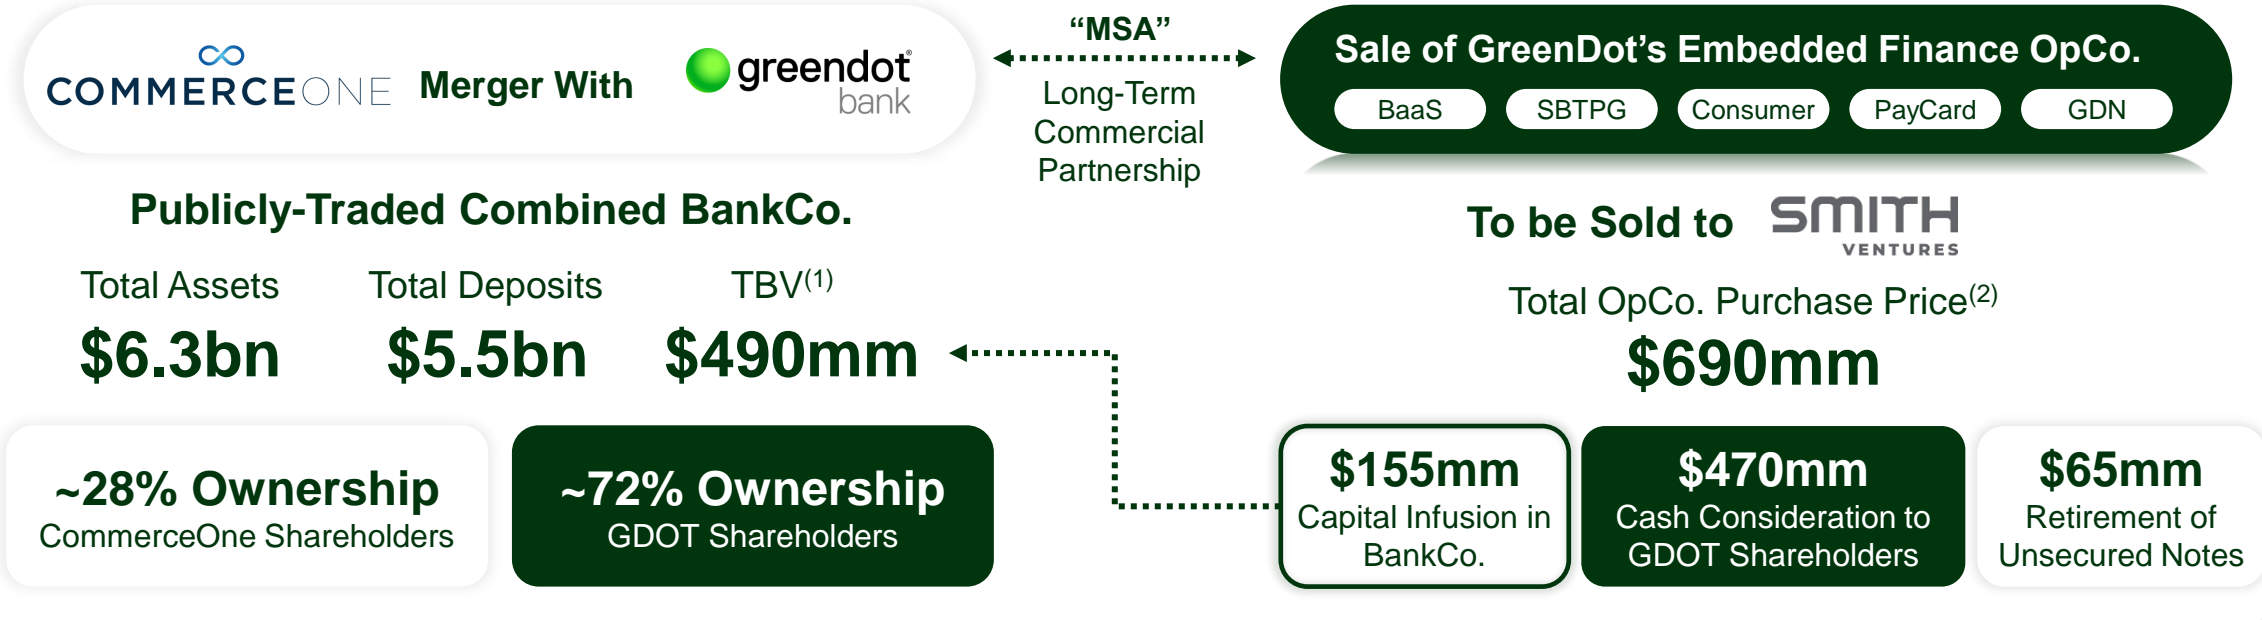 COMMERCEONE Merger With greendot® bank
"MSA"
Long-Term
Commercial
Partnership
Sale of GreenDot's Embedded Finance OpCo.
BaaS SBTPG Consumer PayCard GDN
Publicly-Traded Combined BankCo.
Total Assets Total Deposits TBV(1)
$6.3bn $5.5bn $490mm
~28% Ownership
CommerceOne Shareholders
~72% Ownership
GDOT Shareholders
To be Sold to SMITH VENTURES
Total OpCo. Purchase Price(2)
$690mm
$155mm
Capital Infusion in
BankCo.
$470mm
Cash Consideration to
GDOT Shareholders
$65mm
Retirement of
Unsecured Notes